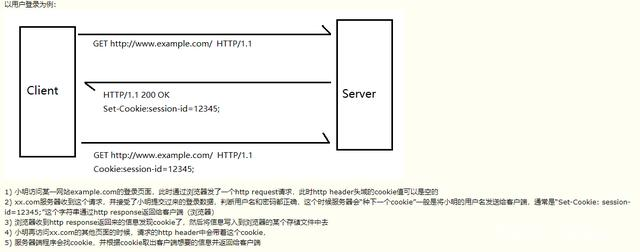 以用户登录为例：
GET http://www.example.com/ HTTP/1.1
Client
Server
HTTP/1.1 200 OK
Set-Cookie:session-id=12345;
GET http://www.example.com/ HTTP/1.1
Cookie:session-id=12345;
1) 小明访问某一网站example.com的登录页面，此时通过浏览器发了一个http request请求，此时http header头域的cookie值可以是空的
2) xx.com服务器收到这个请求，并接受了小明提交过来的登录数据，判断用户名和密码都正确，这个时候服务器会“种下一个cookie”一般是将小明的用户名发送给客户端，通常是“Set-Cookie: session-
id=12345;”这个字符串通过http response返回给客户端（浏览器）
3) 浏览器收到http response返回来的信息发现cookie了，然后将信息写入到浏览器的某个存储文件中去
4) 小明再访问xx.com的其他页面的时候，请求的http header中会带着这个cookie.
5) 服务器端程序会找cookie，并根据cookie取出客户端想要的信息并返回给客户端